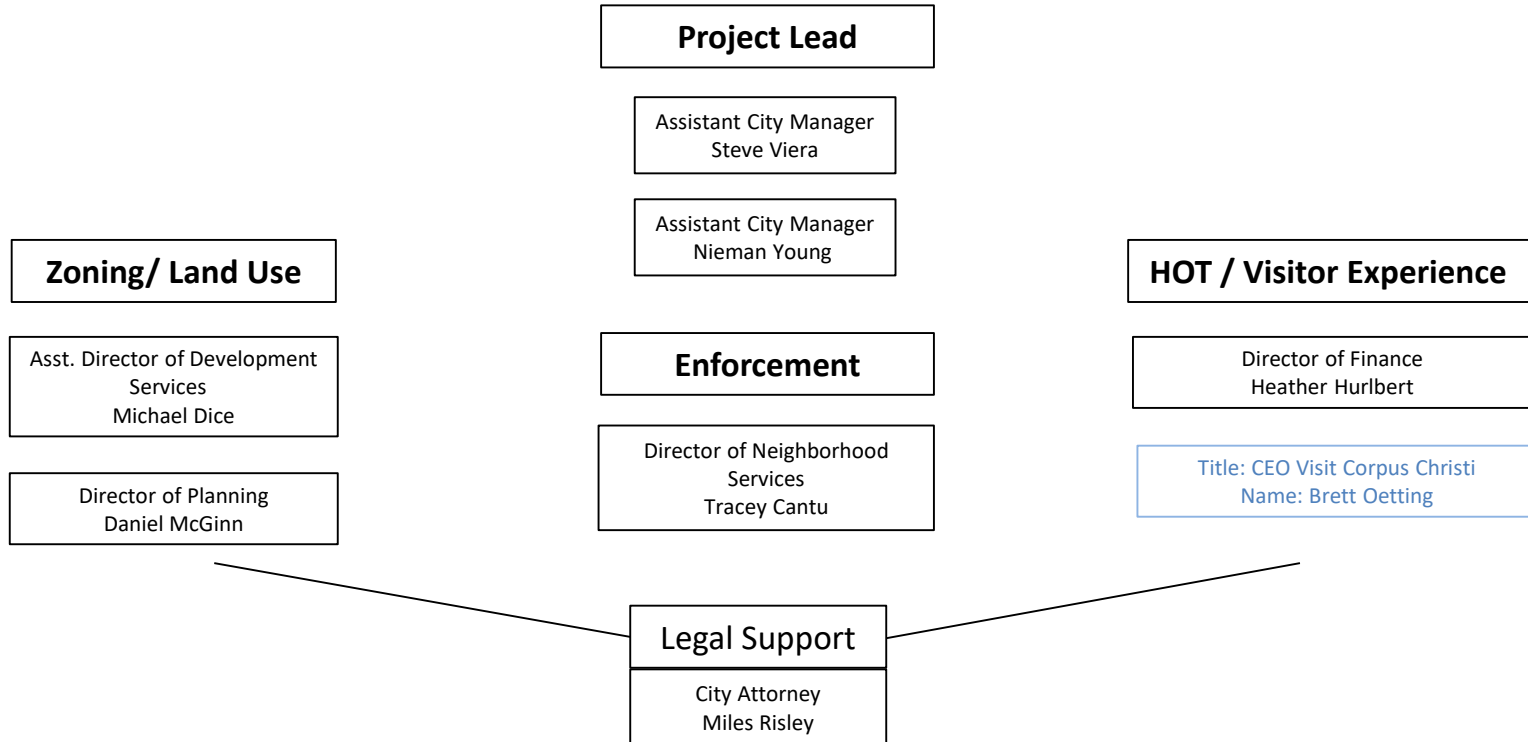 Project Lead
Assistant City Manager
Steve Viera
Assistant City Manager
Nieman Young
Zoning/ Land Use
Asst. Director of Development
Services
Michael Dice
Director of Planning
Daniel McGinn
Enforcement
Director of Neighborhood
Services
Tracey Cantu
HOT / Visitor Experience
Director of Finance
Heather Hurlbert
Title: CEO Visit Corpus Christi
Name: Brett Oetting
Legal Support
City Attorney
Miles Risley